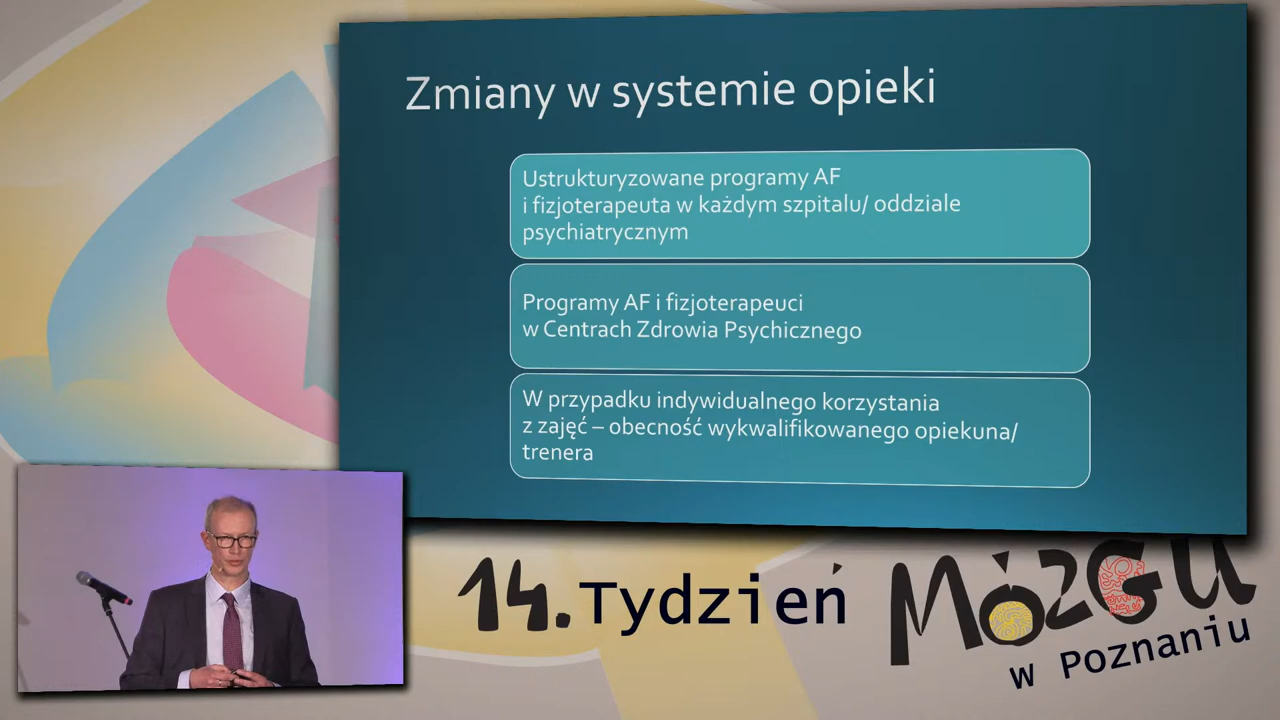 Zmiany w systemie opieki
Ustrukturyzowane programy AF
i fizjoterapeuta w każdym szpitalu/ oddziale
psychiatrycznym
Programy AF i fizjoterapeuci
w Centrach Zdrowia Psychicznego
W przypadku indywidualnego korzystania
z zajęć – obecność wykwalifikowanego opiekuna/
trenera
14. Tydzień MÓZGU
w Poznaniu